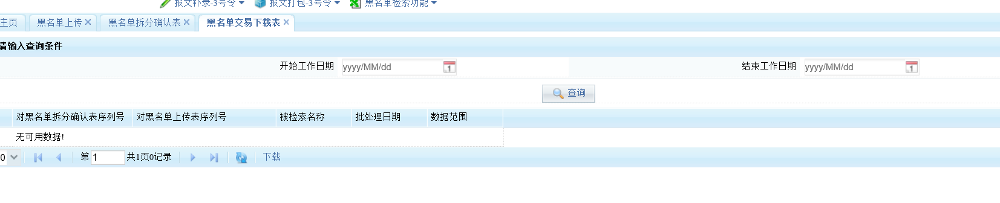 报文补录-3号令 报文打包-3号令 黑名单检索功能
主页 黑名单上传 黑名单拆分确认表 黑名单交易下载表
请输入查询条件
开始工作日期 yyyy/MM/dd 结束工作日期 yyyy/MM/dd
查询
对黑名单拆分确认表序列号 对黑名单上传表序列号 被检索名称 批处理日期 数据范围
无可用数据!
0 第 1 共1页0记录 下载